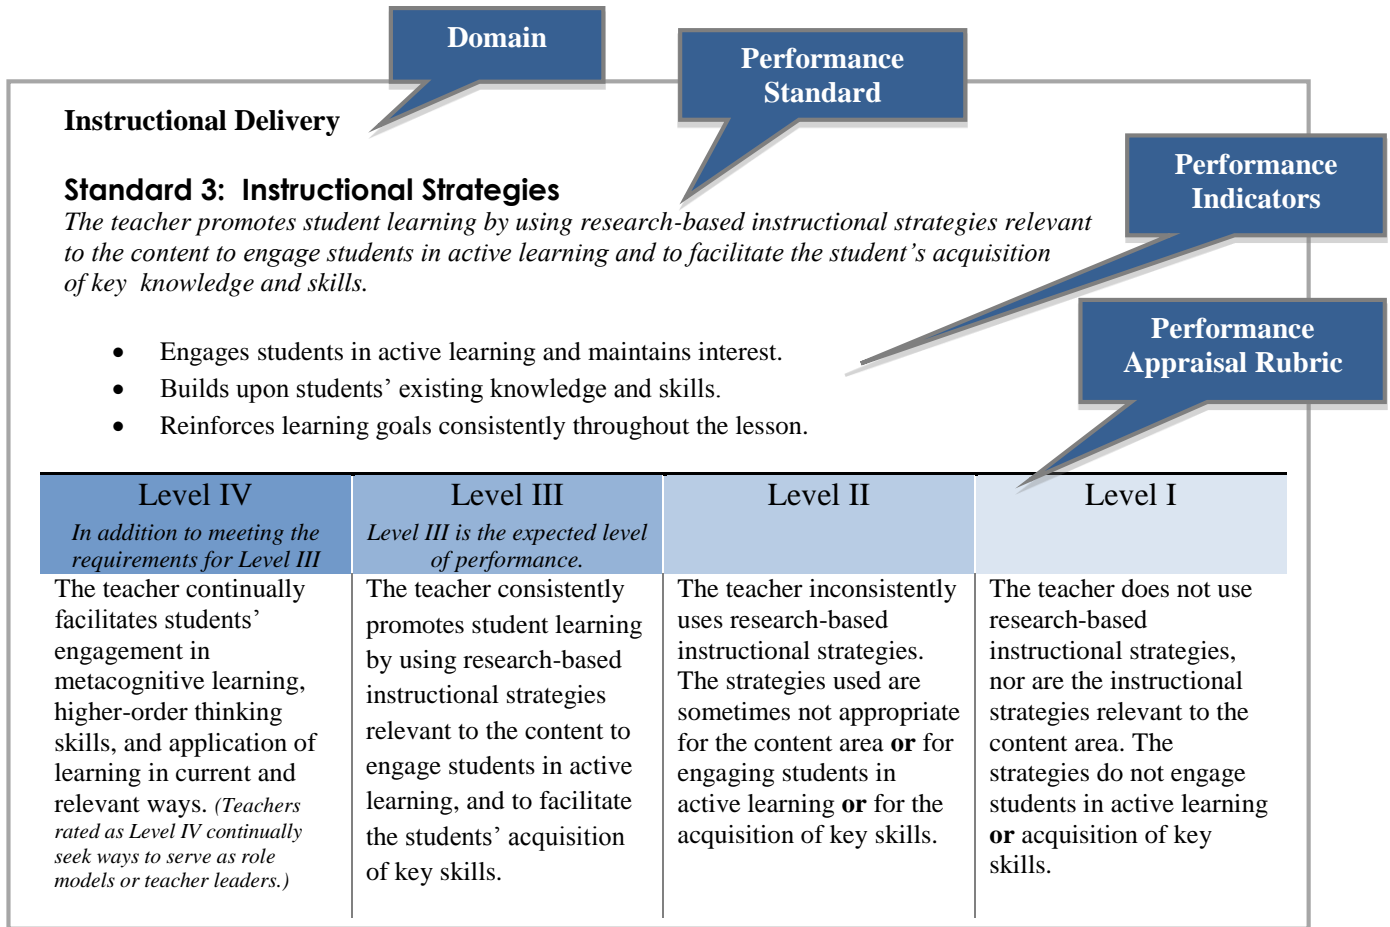 Domain
Performance
Standard
Instructional Delivery
Performance
Indicators
Standard 3:  Instructional Strategies
The teacher promotes student learning by using research-based instructional strategies relevant
to the content to engage students in active learning and to facilitate the student’s acquisition
of key  knowledge and skills.
Performance
Appraisal Rubric
• Engages students in active learning and maintains interest.
• Builds upon students’ existing knowledge and skills.
• Reinforces learning goals consistently throughout the lesson.
Level IV
In addition to meeting the
requirements for Level III
The teacher continually
facilitates students’
engagement in
metacognitive learning,
higher-order thinking
skills, and application of
learning in current and
relevant ways. (Teachers
rated as Level IV continually
seek ways to serve as role
models or teacher leaders.)
Level III
Level III is the expected level
of performance.
The teacher consistently
promotes student learning
by using research-based
instructional strategies
relevant to the content to
engage students in active
learning, and to facilitate
the students’ acquisition
of key skills.
Level II
The teacher inconsistently
uses research-based
instructional strategies.
The strategies used are
sometimes not appropriate
for the content area or for
engaging students in
active learning or for the
acquisition of key skills.
Level I
The teacher does not use
research-based
instructional strategies,
nor are the instructional
strategies relevant to the
content area. The
strategies do not engage
students in active learning
or acquisition of key
skills.